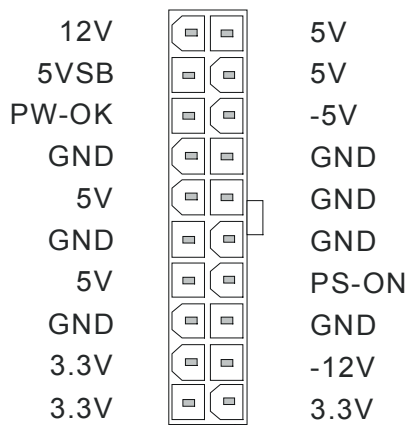 12V 5V
5VSB 5V
PW-OK -5V
GND GND
5V GND
GND GND
5V PS-ON
GND GND
3.3V -12V
3.3V 3.3V